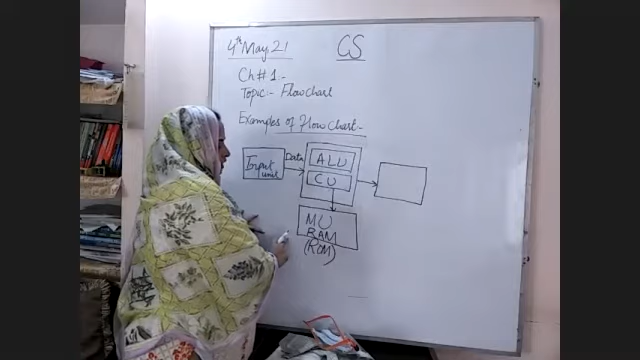 4th May, 21
CS
Ch#1:-
Topic:- Flowchart
Examples of Flowchart:-
Input unit
Data
ALU
CU
MU
RAM
(ROM)